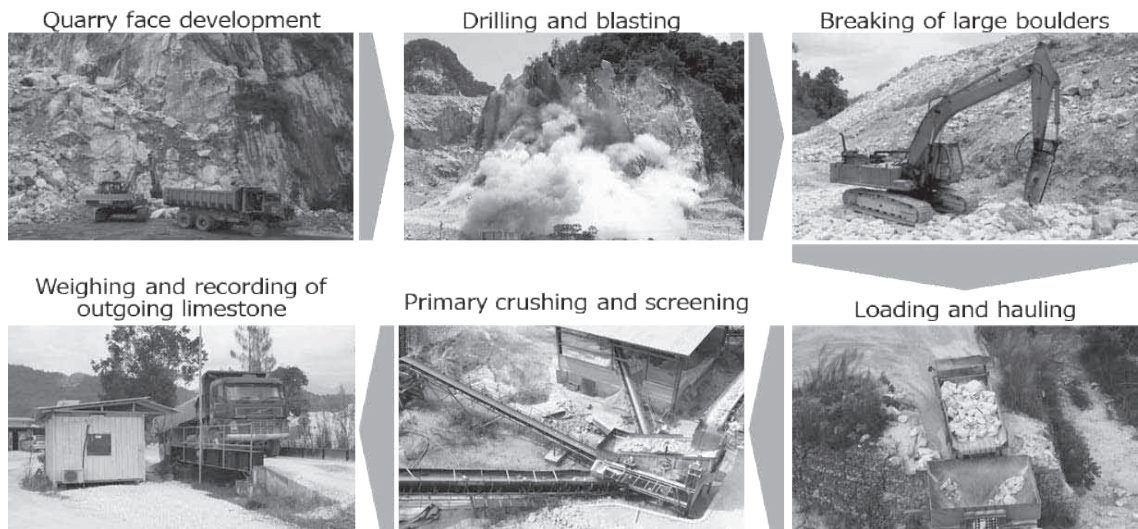 Quarry face development
Drilling and blasting
Breaking of large boulders
Loading and hauling
Primary crushing and screening
Weighing and recording of
outgoing limestone